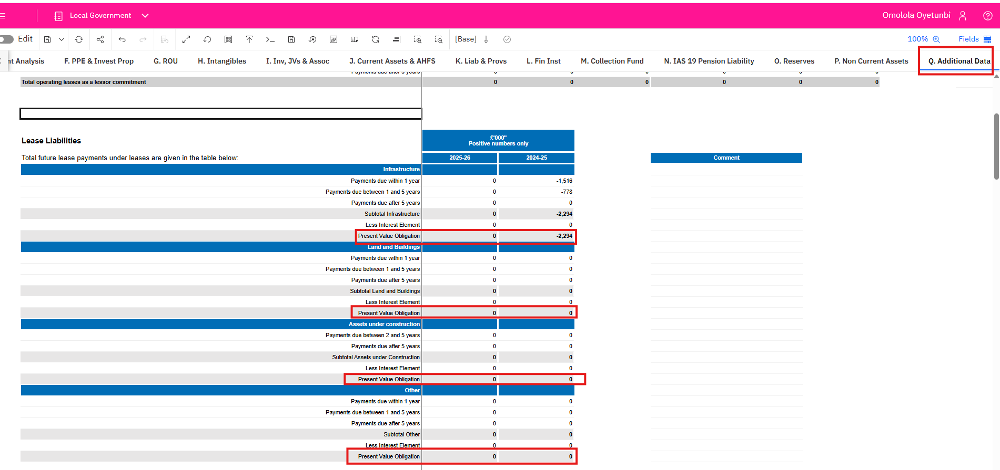 Local Government
Omolola Oyetunbi
Edit
[Base]
100%
Fields
nt Analysis F. PPE & Invest Prop G. ROU H. Intangibles I. Inv, JVs & Assoc J. Current Assets & AHFS K. Liab & Provs L. Fin Inst M. Collection Fund N. IAS 19 Pension Liability O. Reserves P. Non Current Assets Q. Additional Data
Payments due after 5 years 0 0 0 0 0 0
Total operating leases as a lessor commitment 0 0 0 0 0 0
Lease Liabilities
£'000"
Positive numbers only
Total future lease payments under leases are given in the table below:
2025-26 2024-25 Comment
Infrastructure
Payments due within 1 year 0 -1,516
Payments due between 1 and 5 years 0 -778
Payments due after 5 years 0 0
Subtotal Infrastructure 0 -2,294
Less Interest Element 0 0
Present Value Obligation 0 -2,294
Land and Buildings
Payments due within 1 year 0 0
Payments due between 1 and 5 years 0 0
Payments due after 5 years 0 0
Subtotal Land and Buildings 0 0
Less Interest Element 0 0
Present Value Obligation 0 0
Assets under construction
Payments due between 2 and 5 years 0 0
Payments due after 5 years 0 0
Subtotal Assets under Construction 0 0
Less Interest Element 0 0
Present Value Obligation 0 0
Other
Payments due within 1 year 0 0
Payments due between 1 and 5 years 0 0
Payments due after 5 years 0 0
Subtotal Other 0 0
Less Interest Element 0 0
Present Value Obligation 0 0